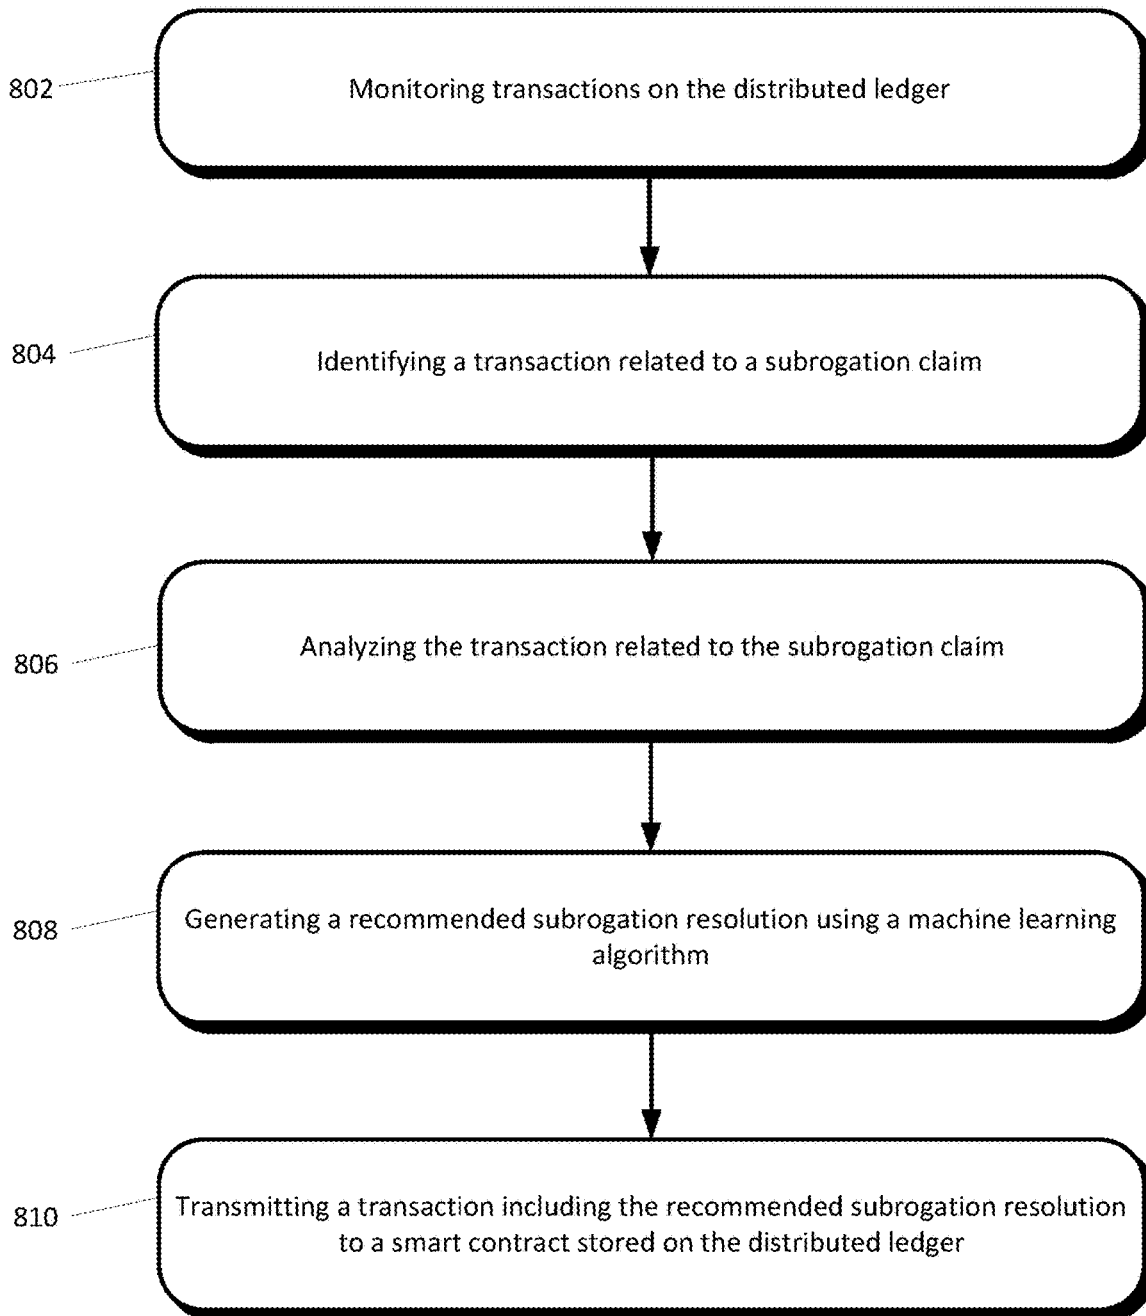 802
Monitoring transactions on the distributed ledger
804
Identifying a transaction related to a subrogation claim
806
Analyzing the transaction related to the subrogation claim
808
Generating a recommended subrogation resolution using a machine learning
algorithm
810
Transmitting a transaction including the recommended subrogation resolution
to a smart contract stored on the distributed ledger